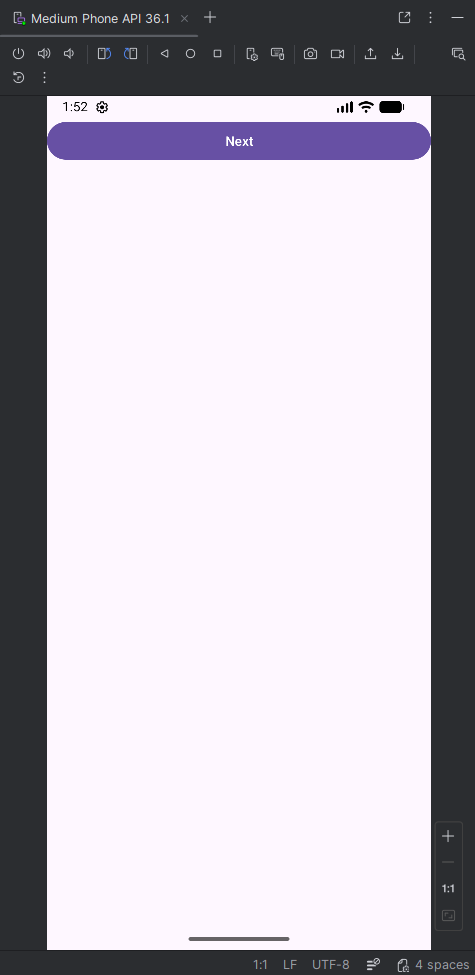 Medium Phone API 36.1
1:52
Next
1:1
1:1 LF UTF-8 4 spaces